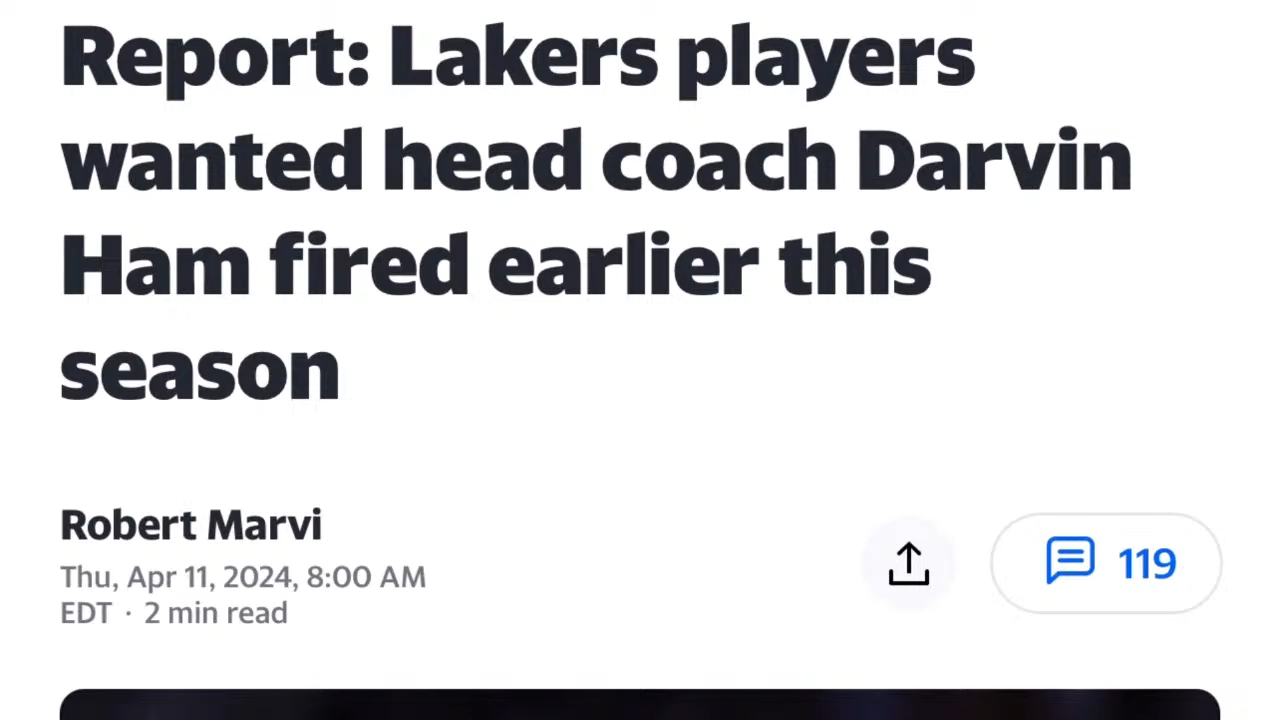 Report: Lakers players
wanted head coach Darvin
Ham fired earlier this
season
Robert Marvi
Thu, Apr 11, 2024, 8:00 AM
EDT · 2 min read
119